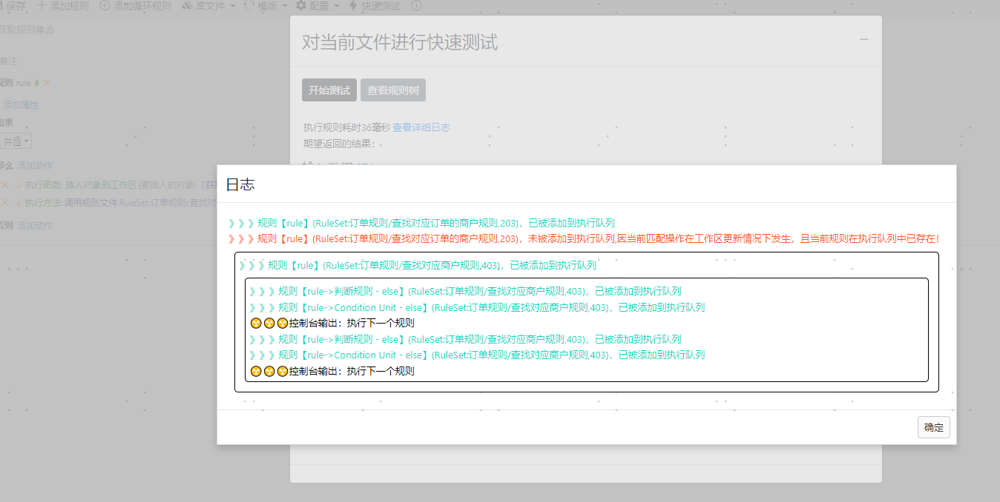 保存 添加规则 添加循环规则 库文件 模版 配置 快速测试
获取规则集合
备注
规则 rule
添加属性
如果
并且
那么 添加动作
执行函数: 插入对象到工作区(要插入的对象:
执行方法: 调用规则文件 RuleSet:订单规则/查找对
否则 添加动作
对当前文件进行快速测试
开始测试 查看规则树
执行规则耗时36毫秒 查看详细日志
期望返回的结果：
日志
》》》规则【rule】(RuleSet:订单规则/查找对应订单的商户规则,203)，已被添加到执行队列
》》》规则【rule】(RuleSet:订单规则/查找对应订单的商户规则,203)，未被添加到执行队列,因当前匹配操作在工作区更新情况下发生，且当前规则在执行队列中已存在！
》》》规则【rule】(RuleSet:订单规则/查找对应商户规则,403)，已被添加到执行队列
》》》规则【rule->判断规则 - else】(RuleSet:订单规则/查找对应商户规则,403)，已被添加到执行队列
》》》规则【rule->Condition Unit - else】(RuleSet:订单规则/查找对应商户规则,403)，已被添加到执行队列
☢☢☢控制台输出：执行下一个规则
》》》规则【rule->判断规则 - else】(RuleSet:订单规则/查找对应商户规则,403)，已被添加到执行队列
》》》规则【rule->Condition Unit - else】(RuleSet:订单规则/查找对应商户规则,403)，已被添加到执行队列
☢☢☢控制台输出：执行下一个规则
确定